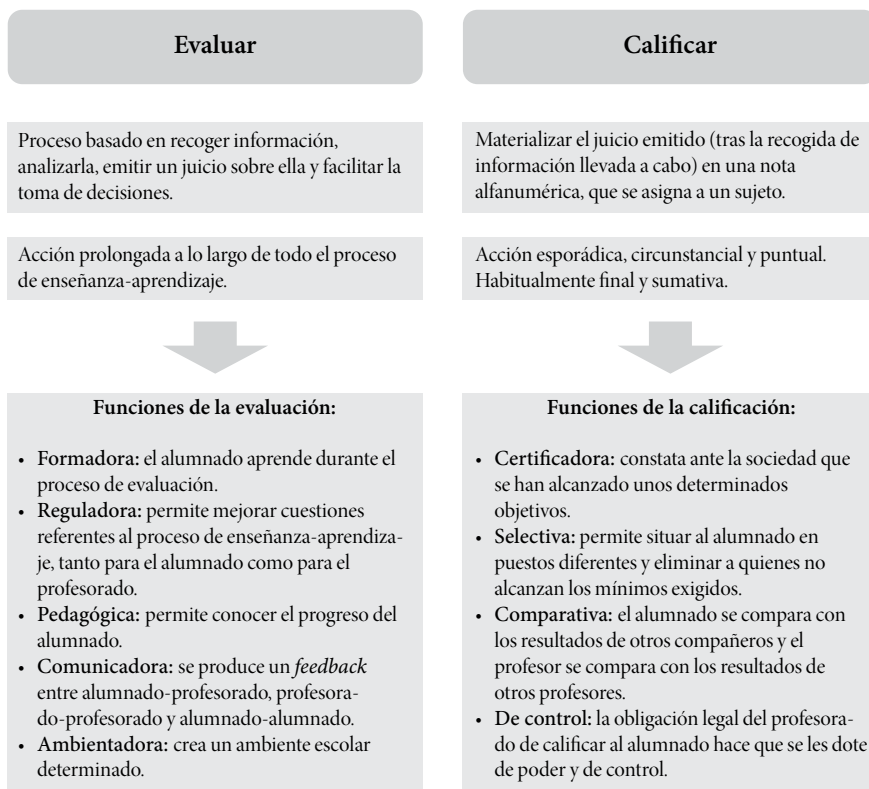 Evaluar
Proceso basado en recoger información,
analizarla, emitir un juicio sobre ella y facilitar la
toma de decisiones.
Acción prolongada a lo largo de todo el proceso
de enseñanza-aprendizaje.
Funciones de la evaluación:
• Formadora: el alumnado aprende durante el
proceso de evaluación.
• Reguladora: permite mejorar cuestiones
referentes al proceso de enseñanza-aprendiza-
je, tanto para el alumnado como para el
profesorado.
• Pedagógica: permite conocer el progreso del
alumnado.
• Comunicadora: se produce un feedback
entre alumnado-profesorado, profesora-
do-profesorado y alumnado-alumnado.
• Ambientadora: crea un ambiente escolar
determinado.
Calificar
Materializar el juicio emitido (tras la recogida de
información llevada a cabo) en una nota
alfanumérica, que se asigna a un sujeto.
Acción esporádica, circunstancial y puntual.
Habitualmente final y sumativa.
Funciones de la calificación:
• Certificadora: constata ante la sociedad que
se han alcanzado unos determinados
objetivos.
• Selectiva: permite situar al alumnado en
puestos diferentes y eliminar a quienes no
alcanzan los mínimos exigidos.
• Comparativa: el alumnado se compara con
los resultados de otros compañeros y el
profesor se compara con los resultados de
otros profesores.
• De control: la obligación legal del profesora-
do de calificar al alumnado hace que se les dote
de poder y de control.